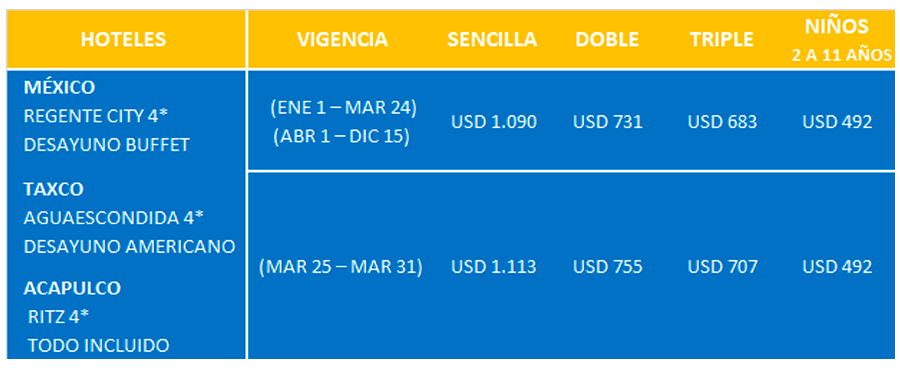 HOTELES VIGENCIA SENCILLA DOBLE TRIPLE NIÑOS
2 A 11 AÑOS
MÉXICO
REGENTE CITY 4*
DESAYUNO BUFFET
(ENE 1 – MAR 24)
(ABR 1 – DIC 15)
USD 1.090 USD 731 USD 683 USD 492
TAXCO
AGUAESCONDIDA 4*
DESAYUNO AMERICANO
ACAPULCO
RITZ 4*
TODO INCLUIDO
(MAR 25 – MAR 31) USD 1.113 USD 755 USD 707 USD 492